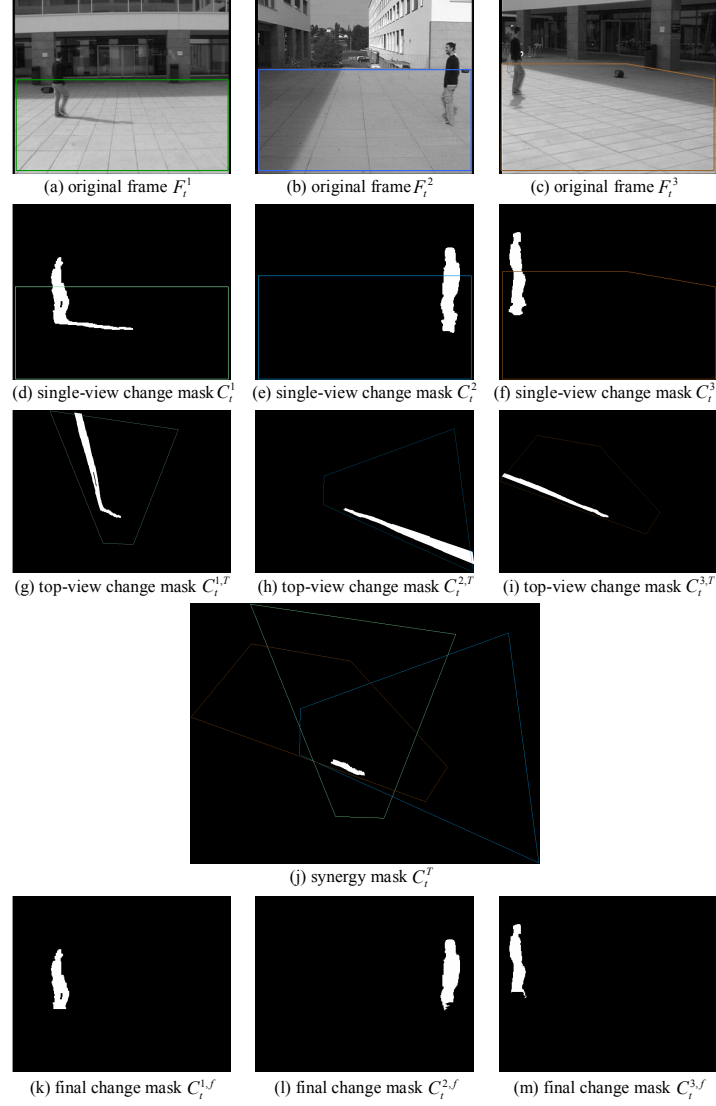 (a) original frame $F_t^1$ (b) original frame $F_t^2$ (c) original frame $F_t^3$
(d) single-view change mask $C_t^1$ (e) single-view change mask $C_t^2$ (f) single-view change mask $C_t^3$
(g) top-view change mask $C_t^{1,T}$ (h) top-view change mask $C_t^{2,T}$ (i) top-view change mask $C_t^{3,T}$
(j) synergy mask $C_t^T$
(k) final change mask $C_t^{1,f}$ (l) final change mask $C_t^{2,f}$ (m) final change mask $C_t^{3,f}$